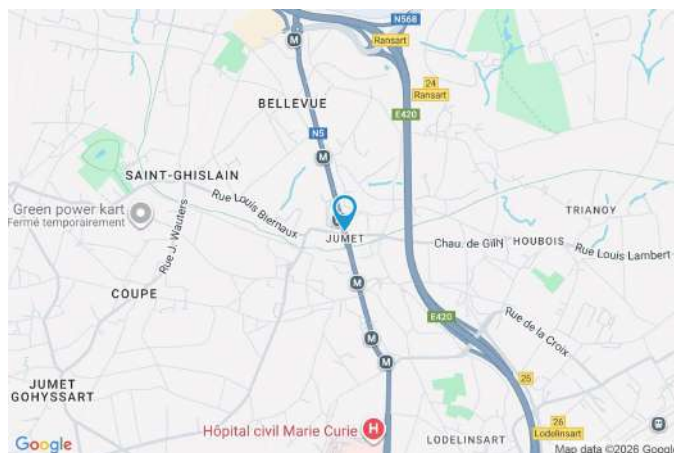 N568
M
Ransart
24
Ransart
BELLEVUE
E420
N5
M
SAINT-GHISLAIN
Green power kart
Fermé temporairement
Rue Louis Biernaux
Rue J. Wauters
M
JUMET
TRIANOY
Chau. de Gilly
HOUBOIS
Rue Louis Lambert
COUPE
M
E420
Rue de la Croix
M
M
JUMET
GOHYSSART
25
Hôpital civil Marie Curie
H
26
Lodelinsart
LODELINSART
Google
Map data ©2026 Google